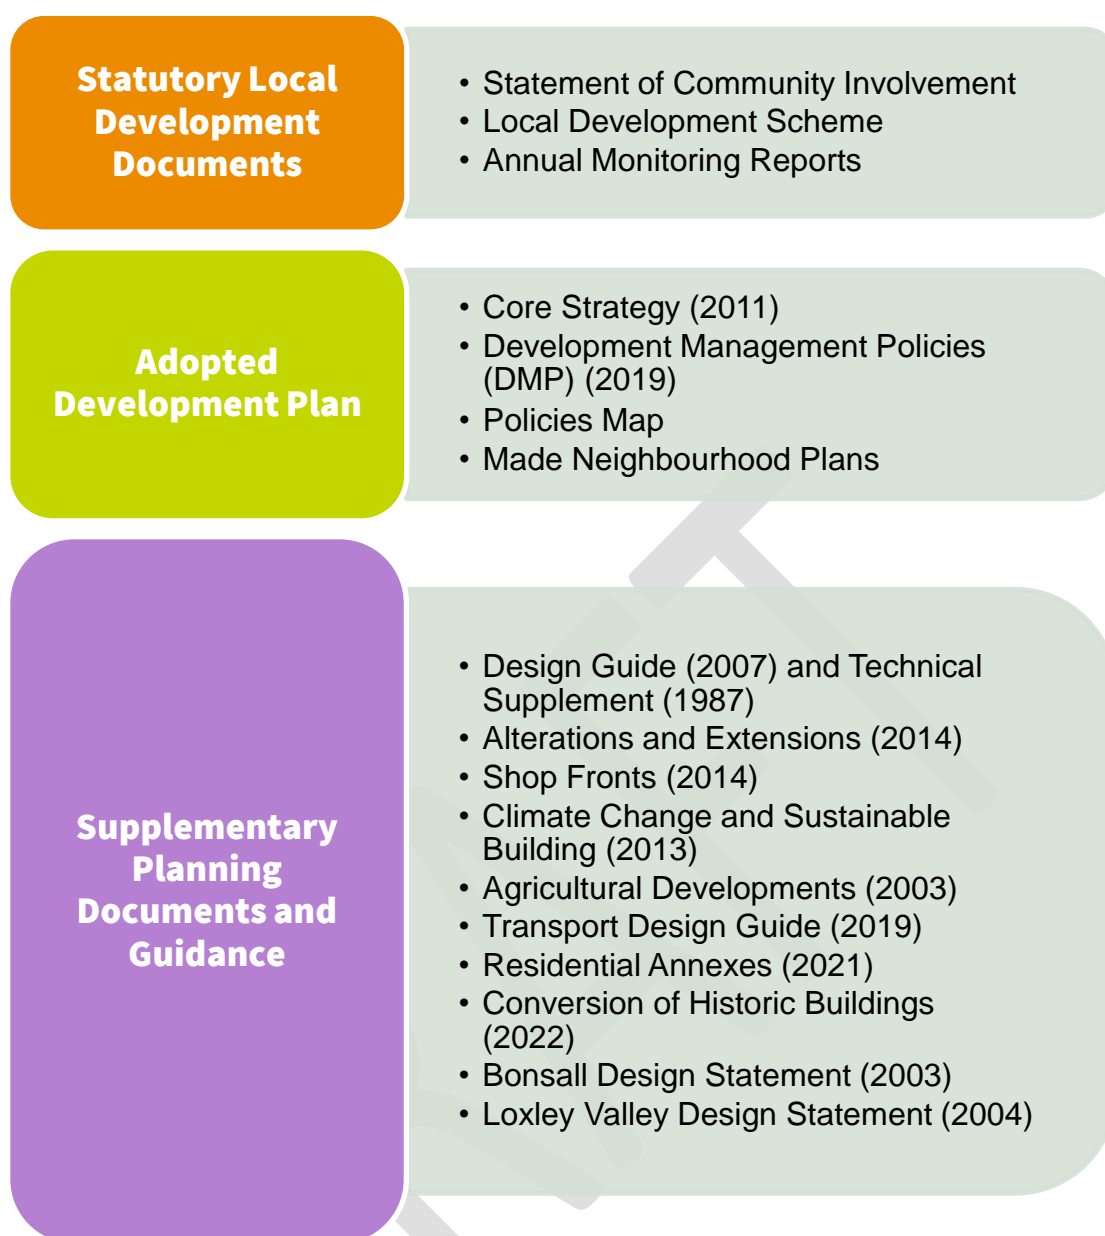 Statutory Local
Development
Documents
• Statement of Community Involvement
• Local Development Scheme
• Annual Monitoring Reports
Adopted
Development Plan
• Core Strategy (2011)
• Development Management Policies
(DMP) (2019)
• Policies Map
• Made Neighbourhood Plans
Supplementary
Planning
Documents and
Guidance
• Design Guide (2007) and Technical
Supplement (1987)
• Alterations and Extensions (2014)
• Shop Fronts (2014)
• Climate Change and Sustainable
Building (2013)
• Agricultural Developments (2003)
• Transport Design Guide (2019)
• Residential Annexes (2021)
• Conversion of Historic Buildings
(2022)
• Bonsall Design Statement (2003)
• Loxley Valley Design Statement (2004)